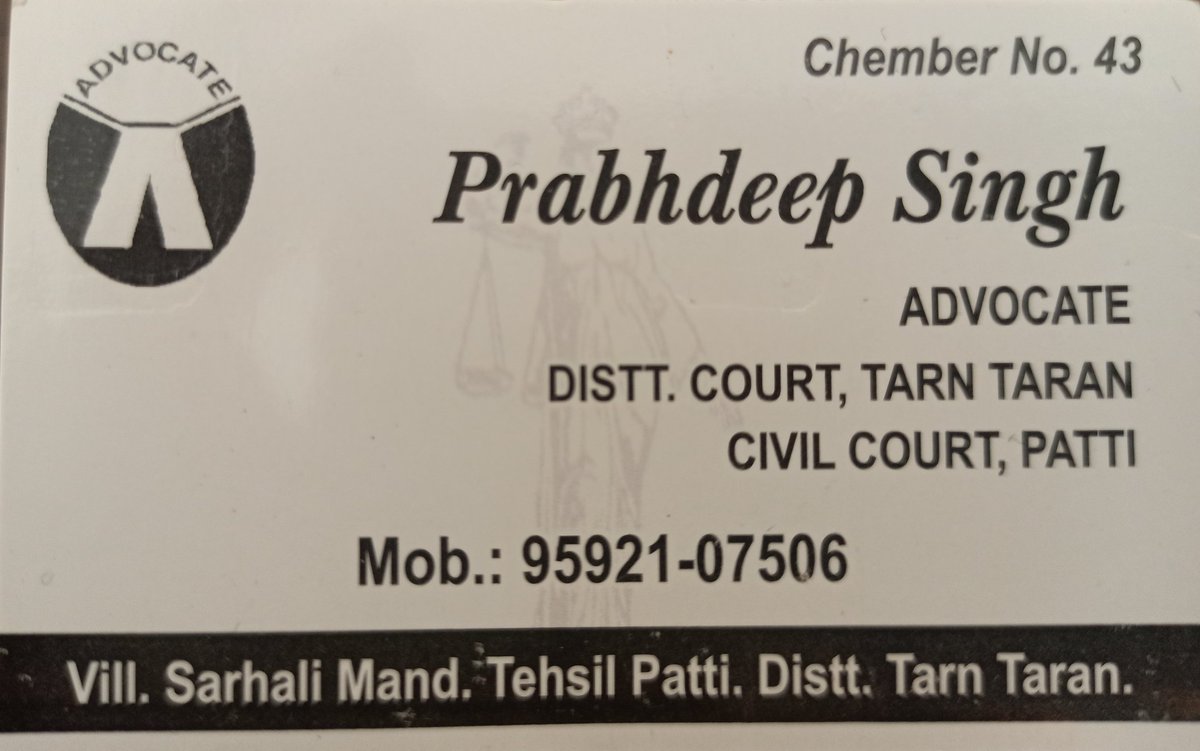 ADVOCATE
Chember No. 43
Prabhdeep Singh
ADVOCATE
DISTT. COURT, TARN TARAN
CIVIL COURT, PATTI
Mob.: 95921-07506
Vill. Sarhali Mand. Tehsil Patti. Distt. Tarn Taran.